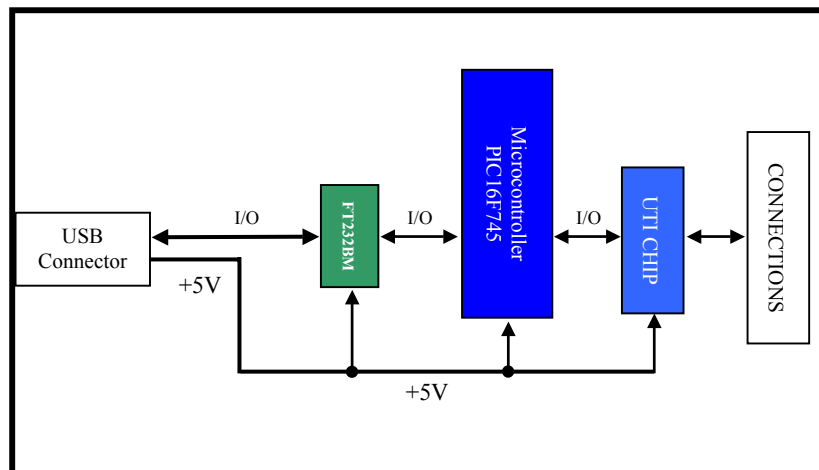 USB
Connector
I/O
+5V
FT232BM
I/O
Microcontroller
PIC16F745
I/O
UTI CHIP
CONNECTIONS
+5V